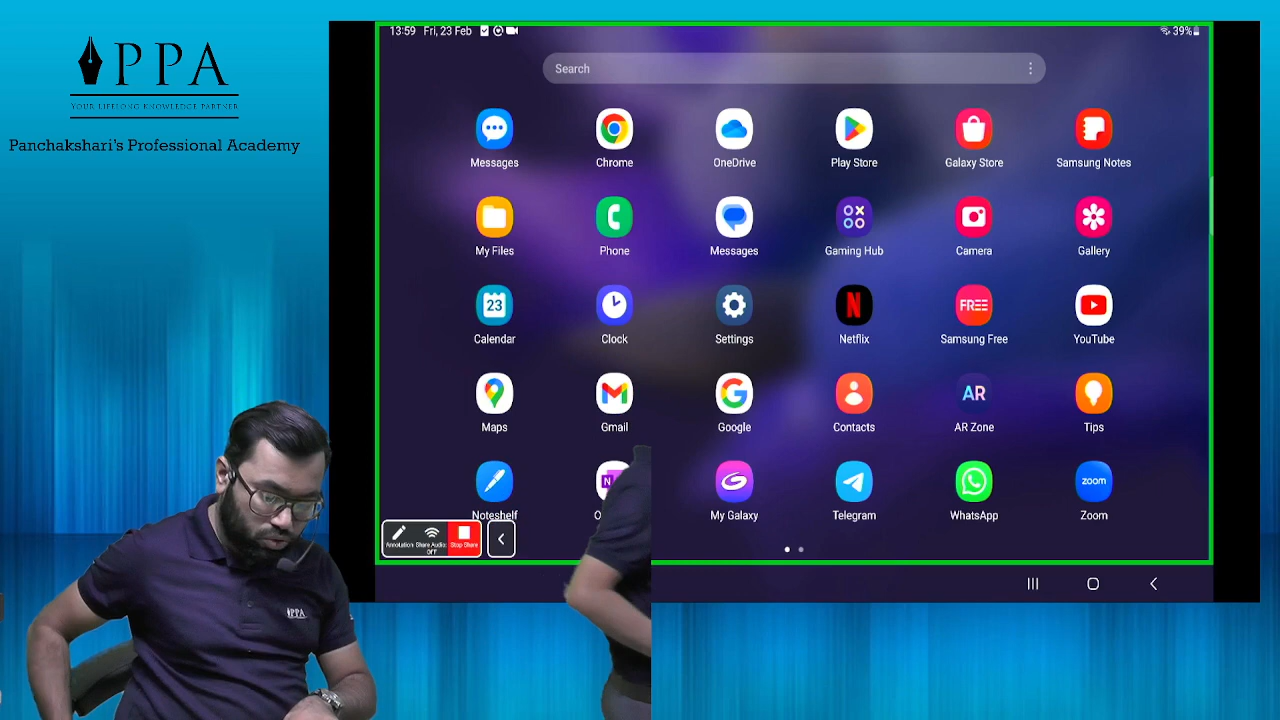 PPA
YOUR LIFELONG KNOWLEDGE PARTNER
Panchakshari's Professional Academy
13:59 Fri, 23 Feb
39%
Search
Messages Chrome OneDrive Play Store Galaxy Store Samsung Notes
My Files Phone Messages Gaming Hub Camera Gallery
23 FREE
Calendar Clock Settings Netflix Samsung Free YouTube
AR
Maps Gmail Google Contacts AR Zone Tips
N zoom
Noteshelf O My Galaxy Telegram WhatsApp Zoom
Annotation Share Audio: OFF Stop Share
PPA